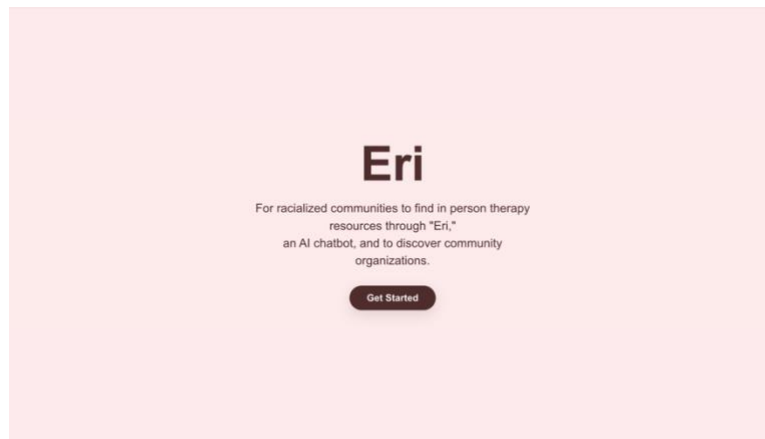 Eri
For racialized communities to find in person therapy
resources through "Eri,"
an AI chatbot, and to discover community
organizations.
Get Started